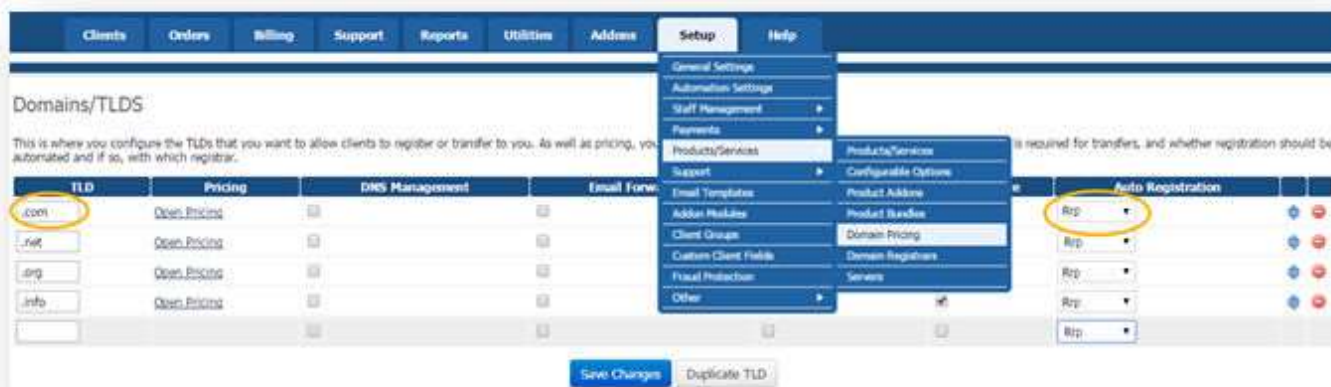 Clients Orders Billing Support Reports Utilities Addons Setup Help
General Settings
Automation Settings
Domains/TLDS
Staff Management
Payments
This is where you configure the TLDs that you want to allow clients to register or transfer to you. As well as pricing, you Products/Services Products/Services is required for transfers, and whether registration should be
automated and if so, with which registrar.
Support Configurable Options
TLD Pricing DNS Management Email Forw Email Templates Product Addons e Auto Registration
.com Open Pricing Addon Modules Product Bundles Rrp
Client Groups Domain Pricing
.net Open Pricing Rrp
Custom Client Fields Domain Registrars
.org Open Pricing Fraud Protection Servers Rrp
.info Open Pricing Other Rrp
Rrp
Save Changes Duplicate TLD